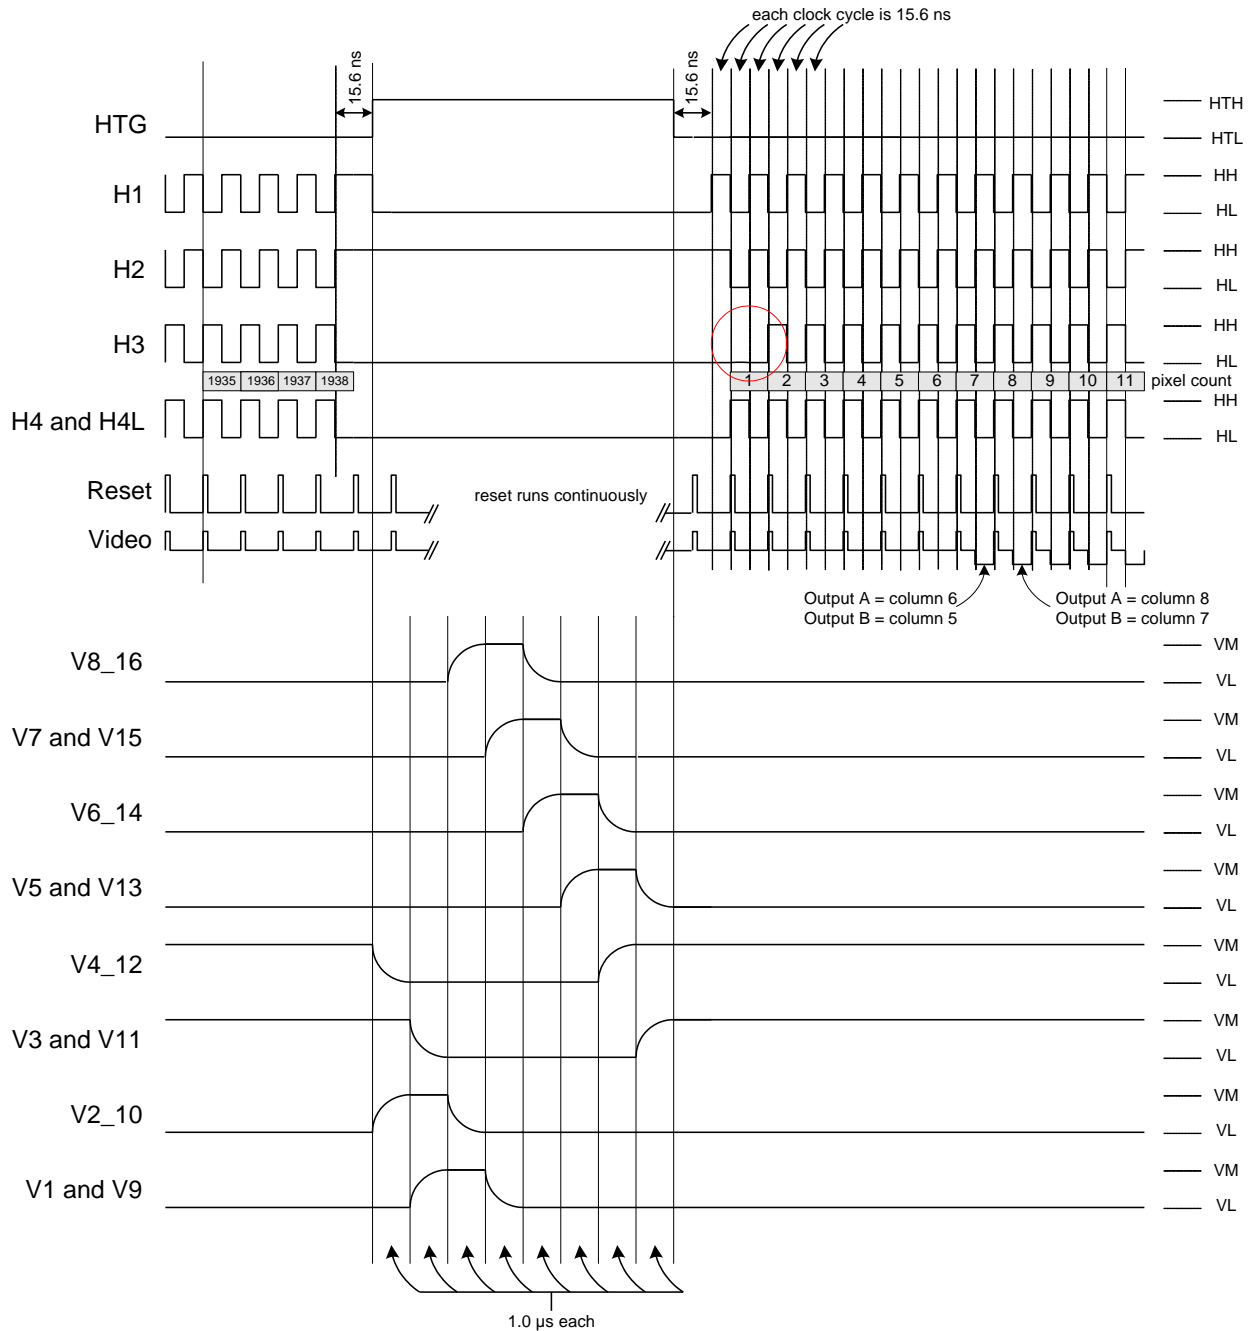 each clock cycle is 15.6 ns
15.6 ns
15.6 ns
HTG
HTH
HTL
H1
HH
HL
H2
HH
HL
H3
HH
HL
1935 1936 1937 1938
1 2 3 4 5 6 7 8 9 10 11 pixel count
H4 and H4L
HH
HL
Reset
reset runs continuously
Video
Output A = column 6
Output B = column 5
Output A = column 8
Output B = column 7
V8_16
VM
VL
V7 and V15
VM
VL
V6_14
VM
VL
V5 and V13
VM
VL
V4_12
VM
VL
V3 and V11
VM
VL
V2_10
VM
VL
V1 and V9
VM
VL
1.0 µs each